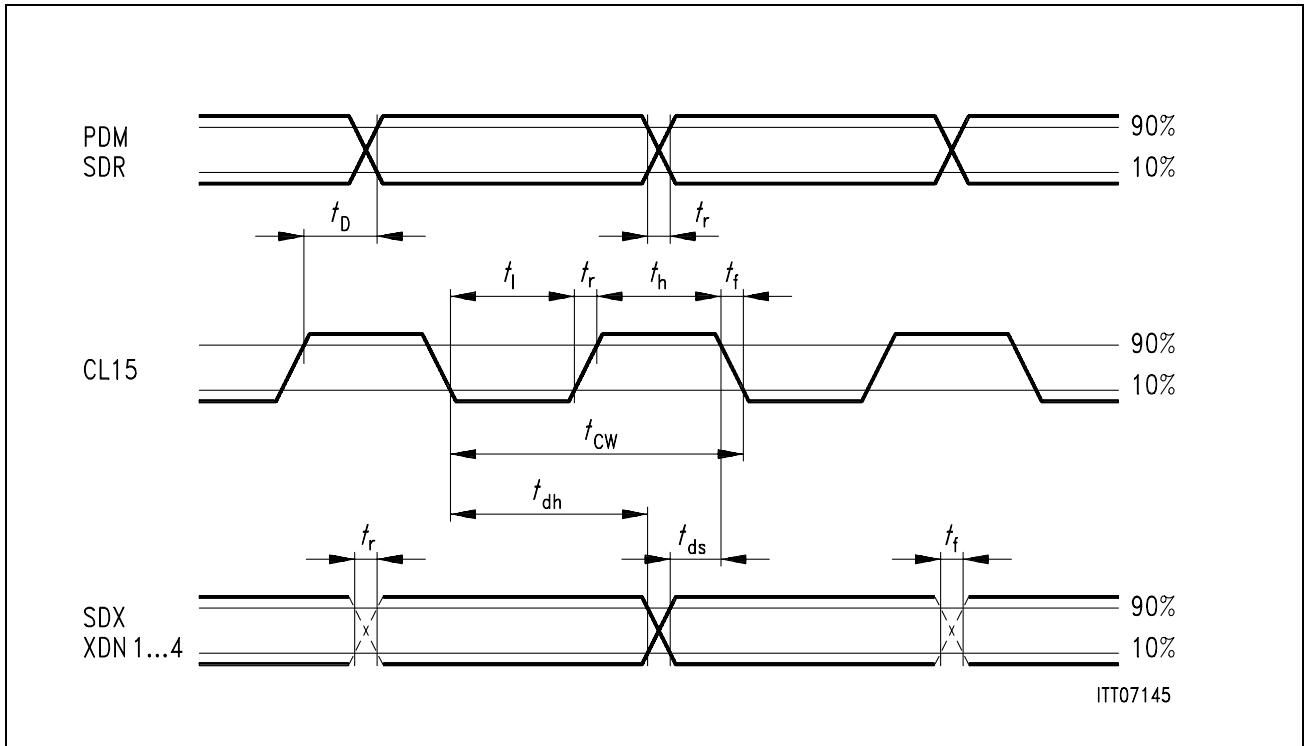 PDM
SDR
90%
10%
tD
tr
tl
tr
th
tf
CL15
90%
10%
tCW
tdh
tr
tds
tf
SDX
XDN 1...4
90%
10%
ITT07145